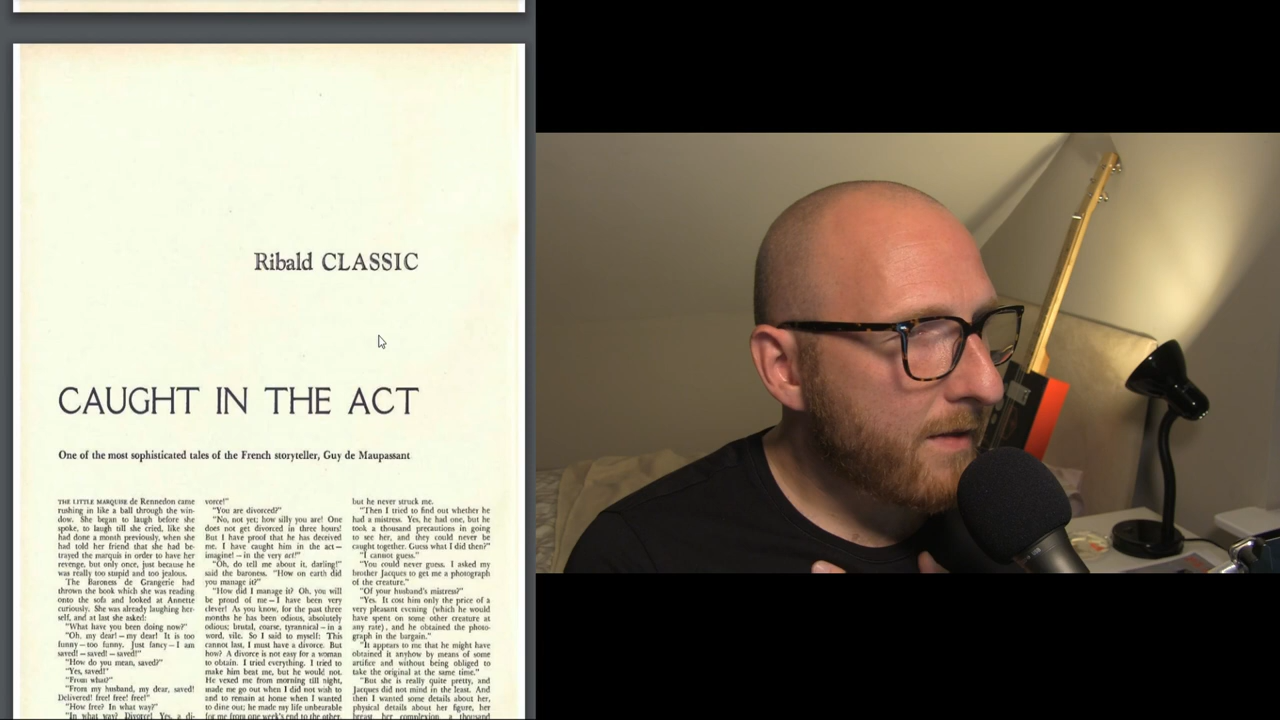 Ribald CLASSIC
CAUGHT IN THE ACT
One of the most sophisticated tales of the French storyteller, Guy de Maupassant
THE LITTLE MARQUISE de Rennedon came
rushing in like a ball through the win-
dow. She began to laugh before she
spoke, to laugh till she cried, like she
had done a month previously, when she
had told her friend that she had be-
trayed the marquis in order to have her
revenge, but only once, just because he
was really too stupid and too jealous.
The Baroness de Grangerie had
thrown the book which she was reading
onto the sofa and looked at Annette
curiously. She was already laughing her-
self, and at last she asked:
"What have you been doing now?"
"Oh, my dear!—my dear! It is too
funny—too funny. Just fancy—I am
saved!—saved!—saved!"
"How do you mean, saved?"
"Yes, saved!"
"From what?"
"From my husband, my dear, saved!
Delivered! free! free! free!"
"How free? In what way?"
"In what way? Divorce! Yes, a di-
vorce!"
"You are divorced?"
"No, not yet; how silly you are! One
does not get divorced in three hours!
But I have proof that he has deceived
me. I have caught him in the act—
imagine!—in the very act!"
"Oh, do tell me about it, darling!"
said the baroness. "How on earth did
you manage it?"
"How did I manage it? Oh, you will
be proud of me—I have been very
clever! As you know, for the past three
months he has been odious, absolutely
odious; brutal, coarse, tyrannical—in a
word, vile. So I said to myself: This
cannot last, I must have a divorce. But
how? A divorce is not easy for a woman
to obtain. I tried everything. I tried to
make him beat me, but he would not.
He vexed me from morning till night,
made me go out when I did not wish to
and to remain at home when I wanted
to dine out; he made my life unbearable
for me from one week's end to the other,
but he never struck me.
"Then I tried to find out whether he
had a mistress. Yes, he had one, but he
took a thousand precautions in going
to see her, and they could never be
caught together. Guess what I did then?"
"I cannot guess."
"You could never guess. I asked my
brother Jacques to get me a photograph
of the creature."
"Of your husband's mistress?"
"Yes. It cost him only the price of a
very pleasant evening (which he would
have spent on some other creature at
any rate), and he obtained the photo-
graph in the bargain."
"It appears to me that he might have
obtained it anyhow by means of some
artifice and without being obliged to
take the original at the same time."
"But she is really quite pretty, and
Jacques did not mind in the least. And
then I wanted some details about her,
physical details about her figure, her
breast, her complexion, a thousand